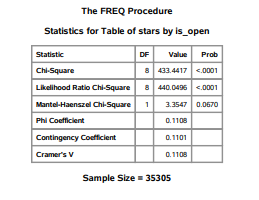 The FREQ Procedure
Statistics for Table of stars by is_open
Statistic DF Value Prob
Chi-Square 8 433.4417 <.0001
Likelihood Ratio Chi-Square 8 440.0496 <.0001
Mantel-Haenszel Chi-Square 1 3.3547 0.0670
Phi Coefficient 0.1108
Contingency Coefficient 0.1101
Cramer's V 0.1108
Sample Size = 35305